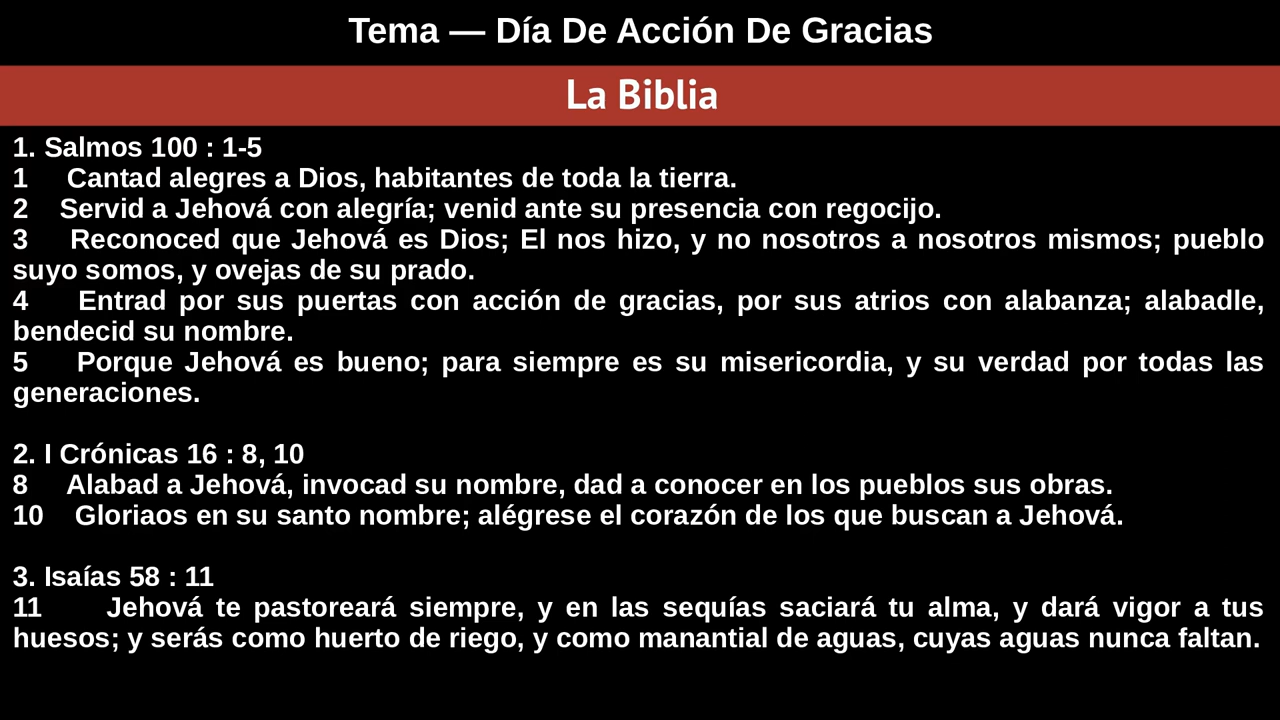 Tema — Día De Acción De Gracias
La Biblia
1. Salmos 100 : 1-5
1 Cantad alegres a Dios, habitantes de toda la tierra.
2 Servid a Jehová con alegría; venid ante su presencia con regocijo.
3 Reconoced que Jehová es Dios; El nos hizo, y no nosotros a nosotros mismos; pueblo
suyo somos, y ovejas de su prado.
4 Entrad por sus puertas con acción de gracias, por sus atrios con alabanza; alabadle,
bendecid su nombre.
5 Porque Jehová es bueno; para siempre es su misericordia, y su verdad por todas las
generaciones.
2. I Crónicas 16 : 8, 10
8 Alabad a Jehová, invocad su nombre, dad a conocer en los pueblos sus obras.
10 Gloriaos en su santo nombre; alégrese el corazón de los que buscan a Jehová.
3. Isaías 58 : 11
11 Jehová te pastoreará siempre, y en las sequías saciará tu alma, y dará vigor a tus
huesos; y serás como huerto de riego, y como manantial de aguas, cuyas aguas nunca faltan.